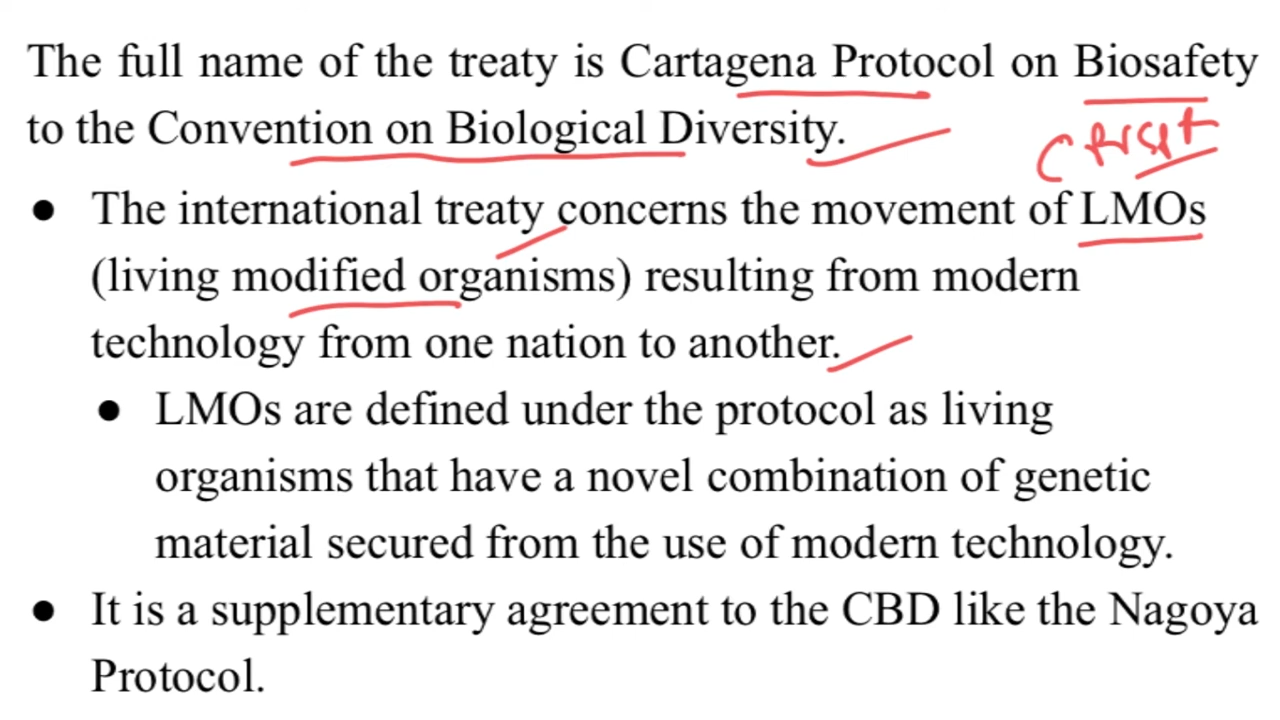 The full name of the treaty is Cartagena Protocol on Biosafety
to the Convention on Biological Diversity.
● The international treaty concerns the movement of LMOs
(living modified organisms) resulting from modern
technology from one nation to another.
● LMOs are defined under the protocol as living
organisms that have a novel combination of genetic
material secured from the use of modern technology.
● It is a supplementary agreement to the CBD like the Nagoya
Protocol.